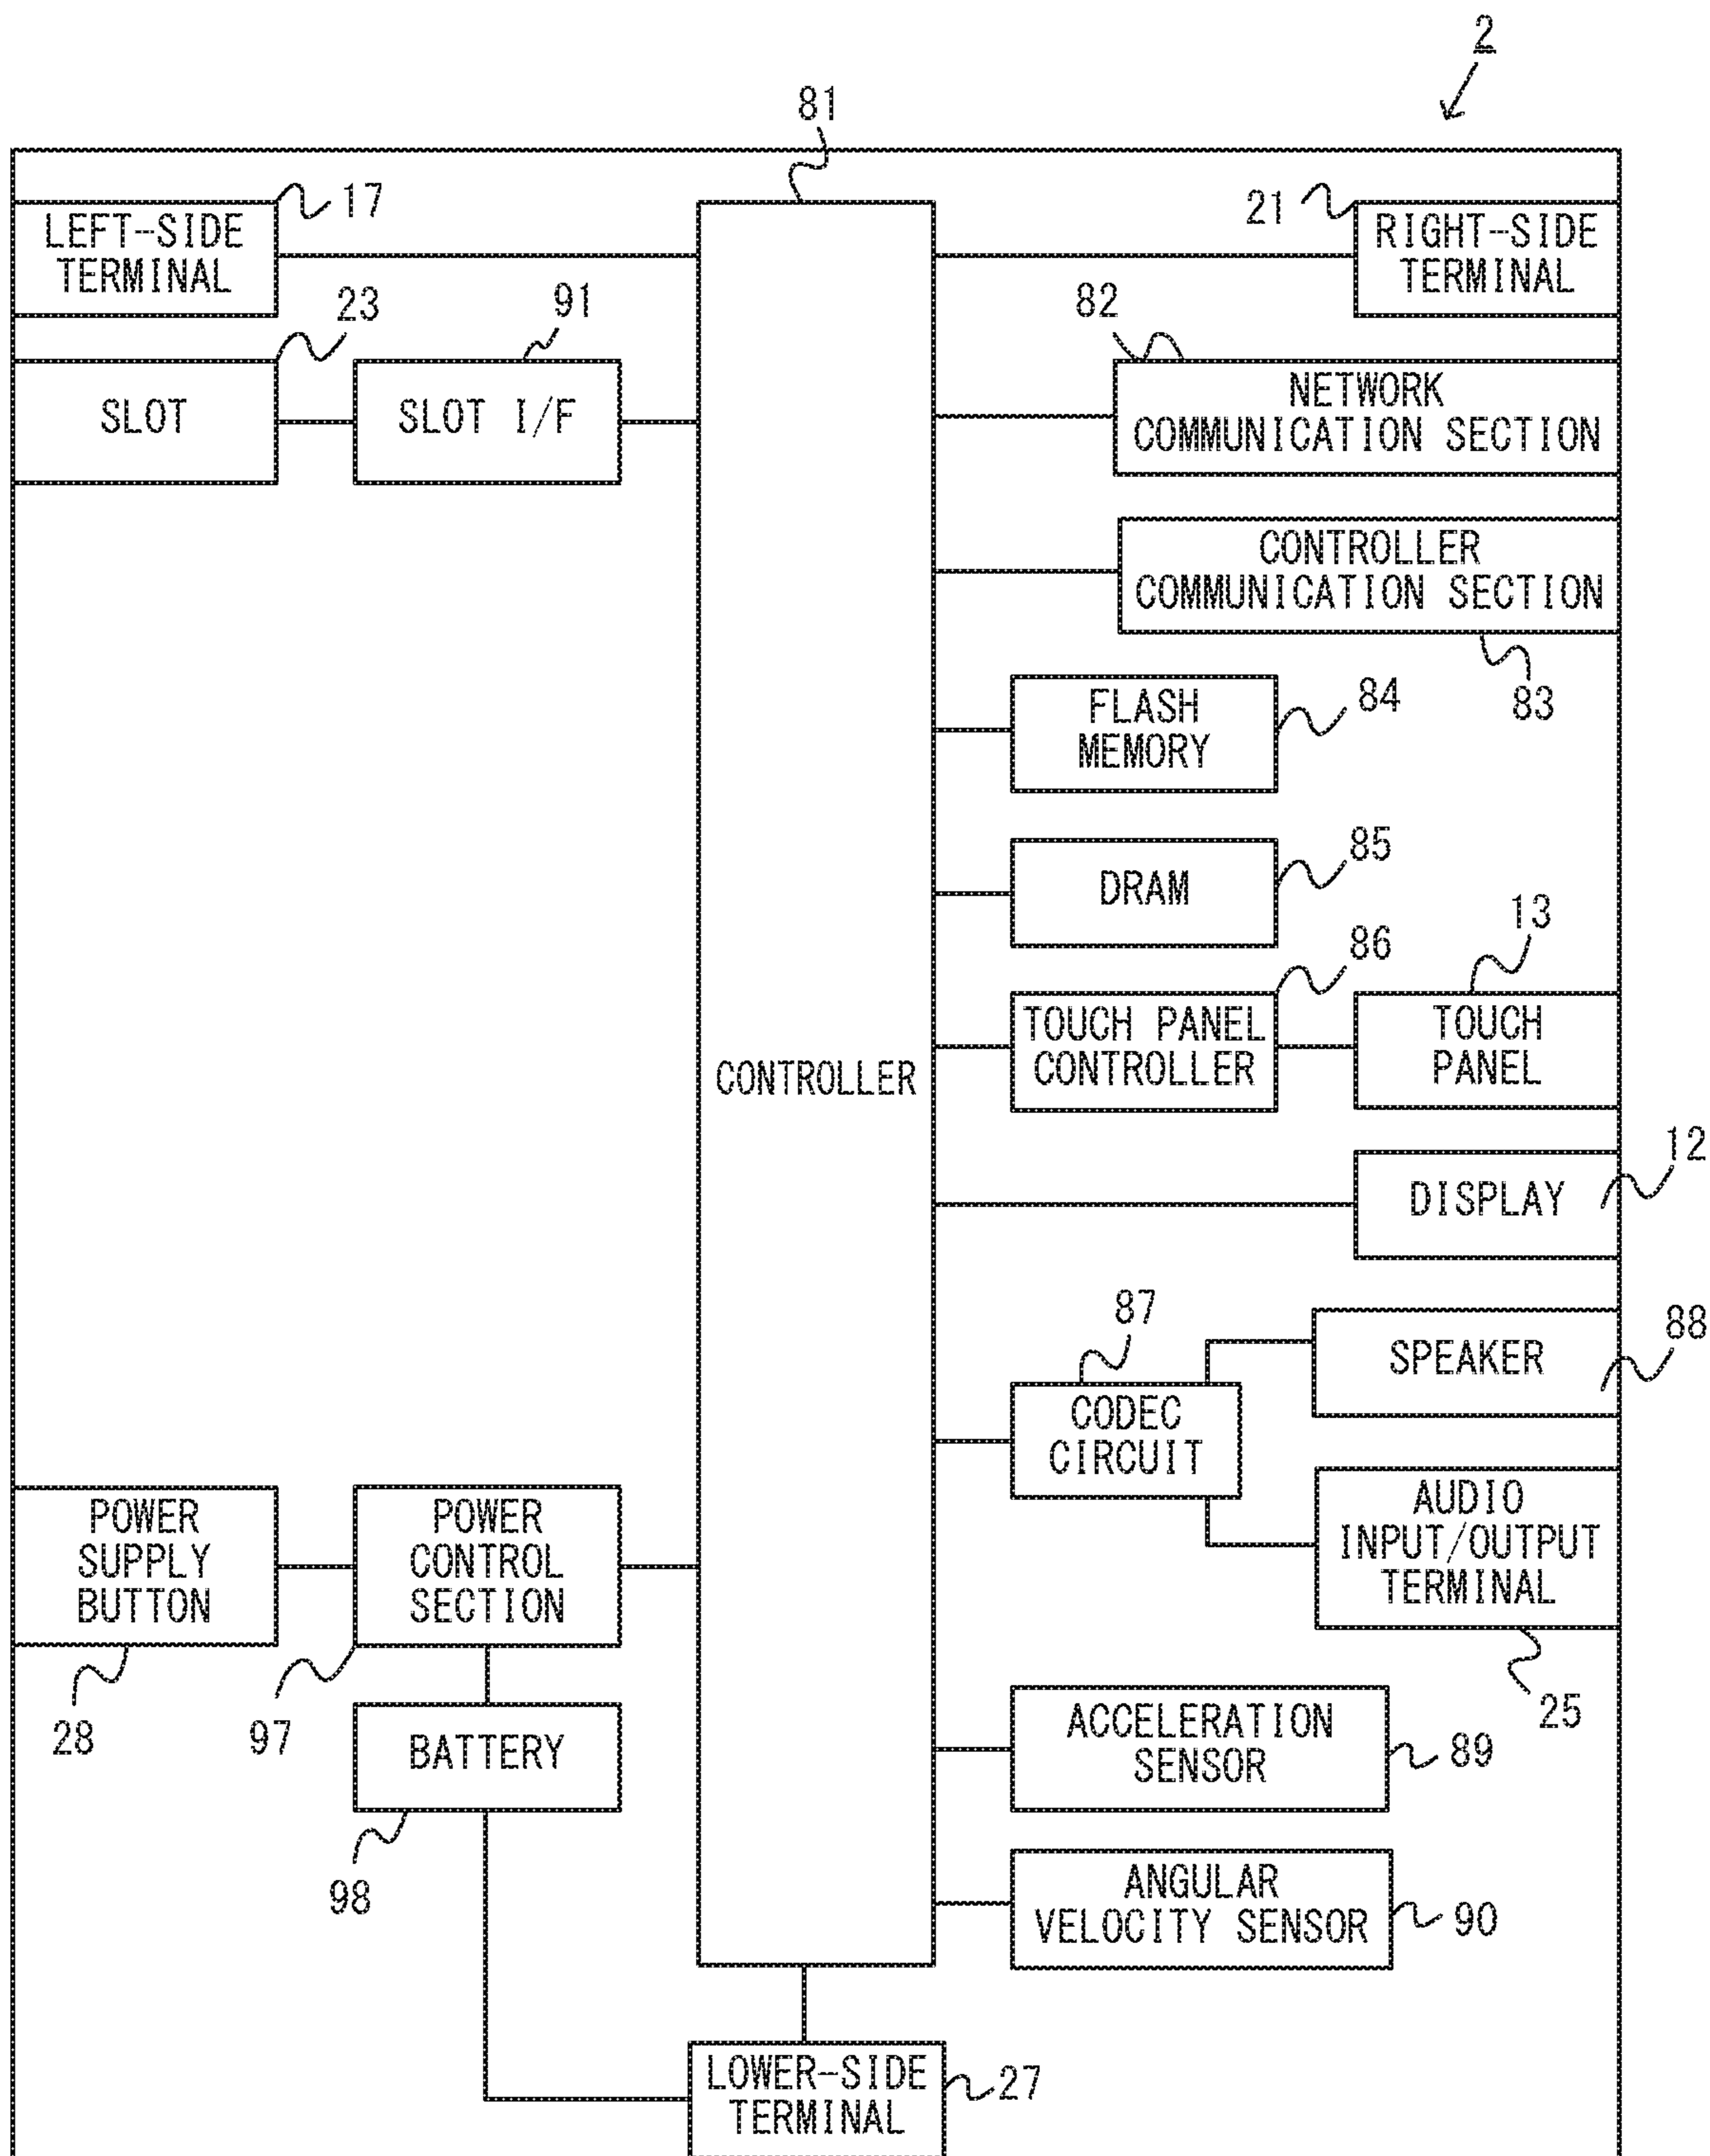 2
81
17
LEFT-SIDE
TERMINAL
21
RIGHT-SIDE
TERMINAL
23
91
82
SLOT
SLOT I/F
NETWORK
COMMUNICATION SECTION
CONTROLLER
COMMUNICATION SECTION
83
FLASH
MEMORY
84
DRAM
85
86
13
TOUCH PANEL
CONTROLLER
TOUCH
PANEL
CONTROLLER
12
DISPLAY
87
88
SPEAKER
CODEC
CIRCUIT
AUDIO
INPUT/OUTPUT
TERMINAL
25
POWER
SUPPLY
BUTTON
POWER
CONTROL
SECTION
28
97
BATTERY
98
ACCELERATION
SENSOR
89
ANGULAR
VELOCITY SENSOR
90
LOWER-SIDE
TERMINAL
27